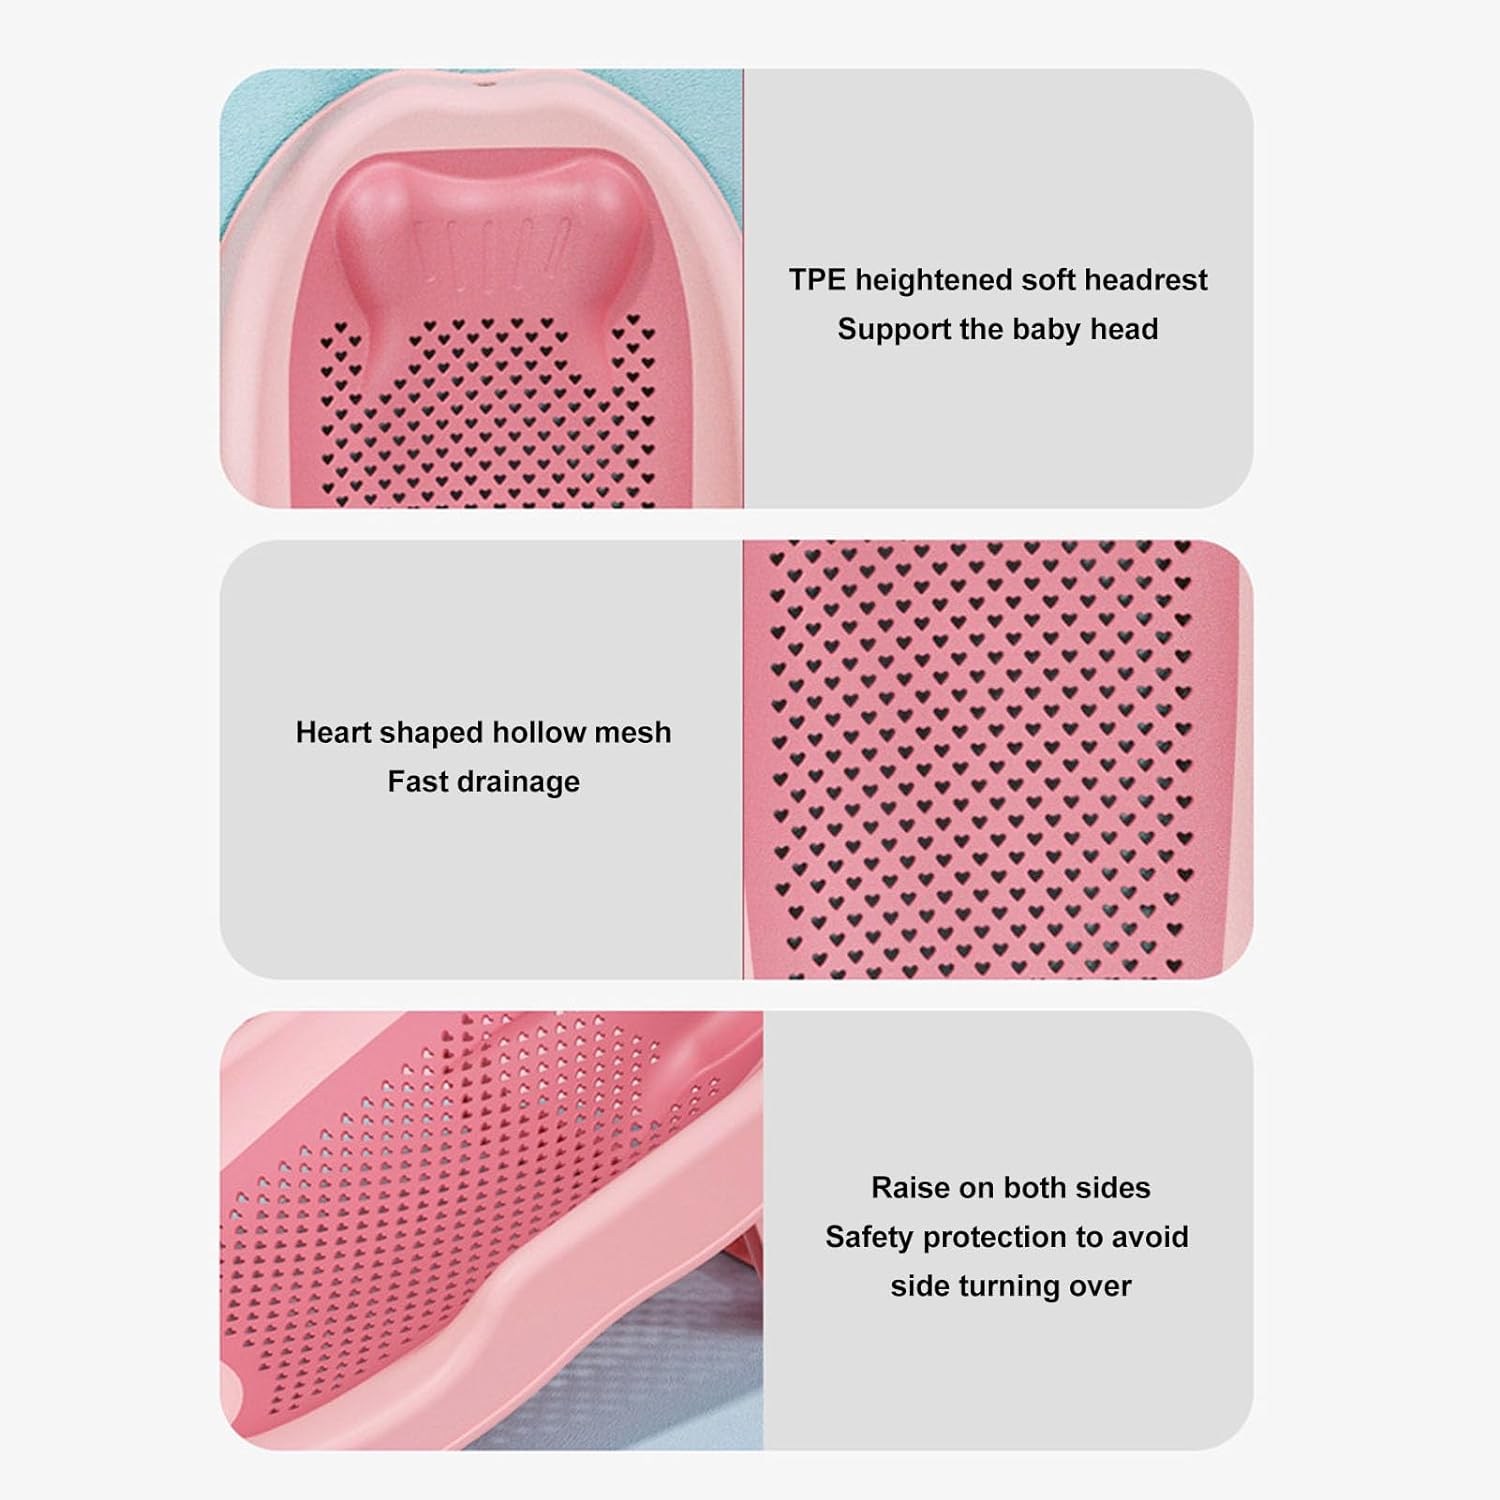 TPE heightened soft headrest
Support the baby head
Heart shaped hollow mesh
Fast drainage
Raise on both sides
Safety protection to avoid
side turning over